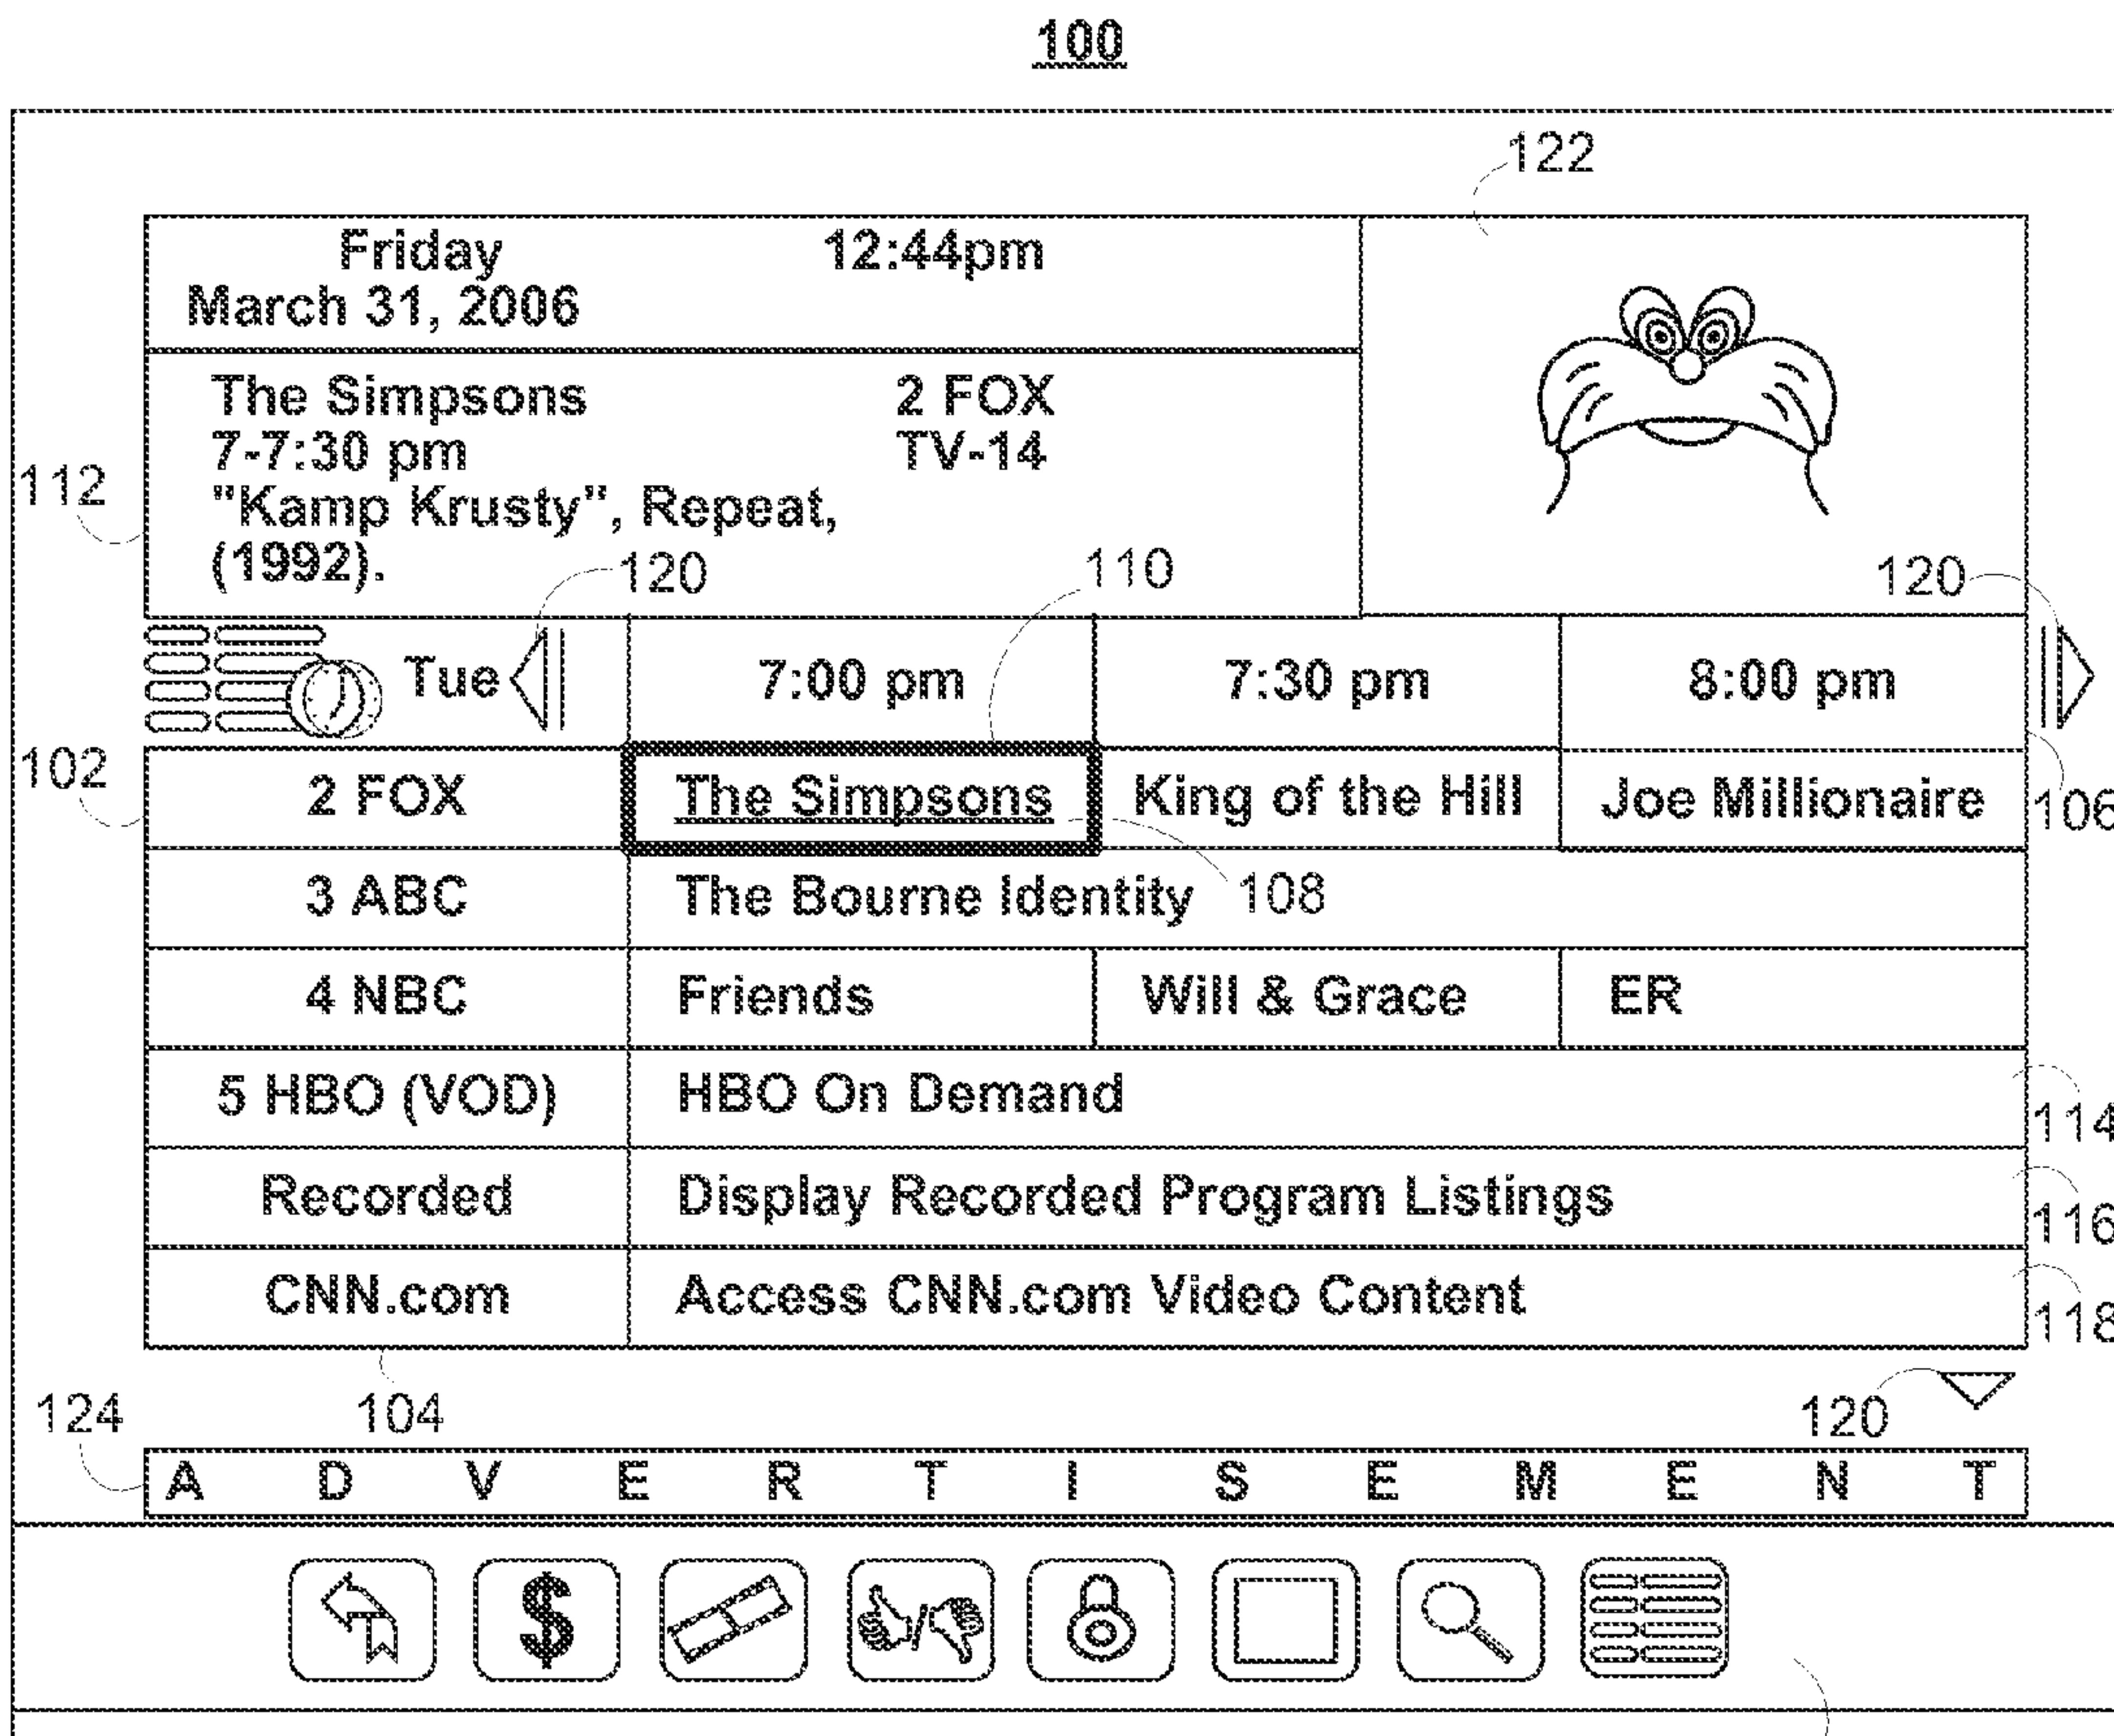 100
122
Friday 12:44pm
March 31, 2006
The Simpsons 2 FOX
7-7:30 pm TV-14
112
"Kamp Krusty", Repeat,
(1992).
120 110 120
Tue 7:00 pm 7:30 pm 8:00 pm
102
2 FOX The Simpsons King of the Hill Joe Millionaire 106
3 ABC The Bourne Identity 108
4 NBC Friends Will & Grace ER
5 HBO (VOD) HBO On Demand 114
Recorded Display Recorded Program Listings 116
CNN.com Access CNN.com Video Content 118
124 104 120
A D V E R T I S E M E N T
$
/